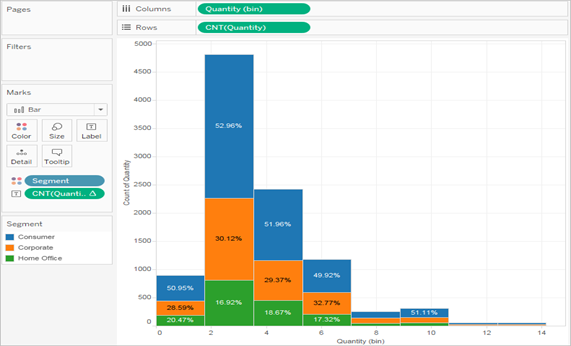 Pages
Columns
Quantity (bin)
Rows
CNT(Quantity)
Filters
Marks
Bar
Color
Size
Label
Detail
Tooltip
Segment
CNT(Quanti..
Segment
Consumer
Corporate
Home Office
Count of Quantity
5000
4500
4000
3500
3000
2500
2000
1500
1000
500
0
52.96%
30.12%
16.92%
51.96%
29.37%
18.67%
49.92%
32.77%
17.32%
50.95%
28.59%
20.47%
51.11%
0 2 4 6 8 10 12 14
Quantity (bin)